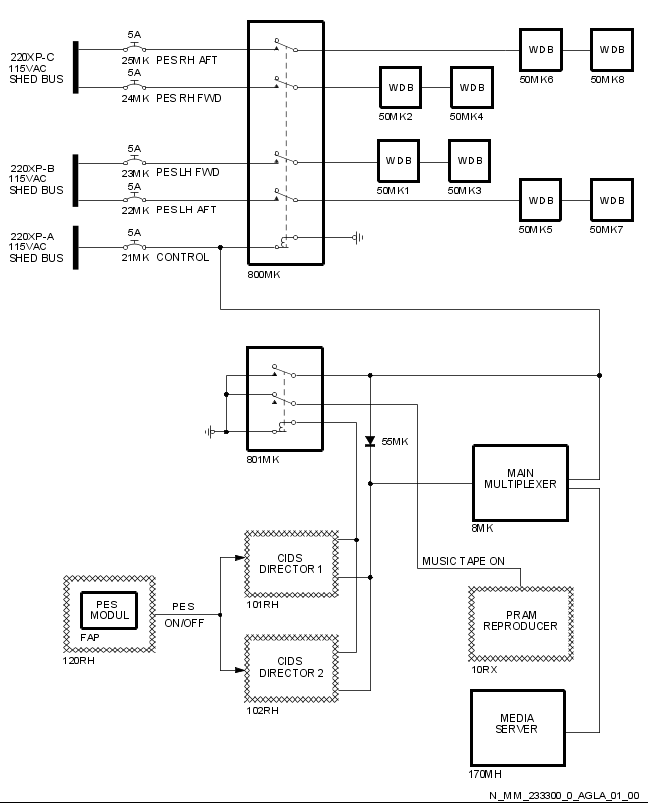 220XP-C
115VAC
SHED BUS
5A
25MK PES RH AFT
5A
24MK PES RH FWD
WDB
50MK6
WDB
50MK8
WDB
50MK2
WDB
50MK4
220XP-B
115VAC
SHED BUS
5A
23MK PES LH FWD
5A
22MK PES LH AFT
WDB
50MK1
WDB
50MK3
WDB
50MK5
WDB
50MK7
220XP-A
115VAC
SHED BUS
5A
21MK CONTROL
800MK
801MK
55MK
MAIN
MULTIPLEXER
8MK
CIDS
DIRECTOR 1
101RH
MUSIC TAPE ON
PES
MODUL
FAP
120RH
PES
ON/OFF
PRAM
REPRODUCER
10RX
CIDS
DIRECTOR 2
102RH
MEDIA
SERVER
170MH
N_MM_233300_0_AGLA_01_00